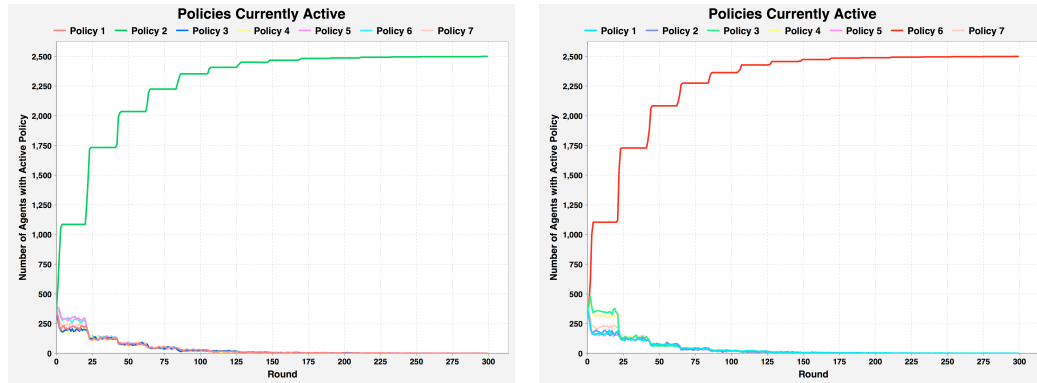 Policies Currently Active
Policy 1 Policy 2 Policy 3 Policy 4 Policy 5 Policy 6 Policy 7
Number of Agents with Active Policy
2,500
2,250
2,000
1,750
1,500
1,250
1,000
750
500
250
0
0 25 50 75 100 125 150 175 200 225 250 275 300
Round
Policies Currently Active
Policy 1 Policy 2 Policy 3 Policy 4 Policy 5 Policy 6 Policy 7
Number of Agents with Active Policy
2,500
2,250
2,000
1,750
1,500
1,250
1,000
750
500
250
0
0 25 50 75 100 125 150 175 200 225 250 275 300
Round